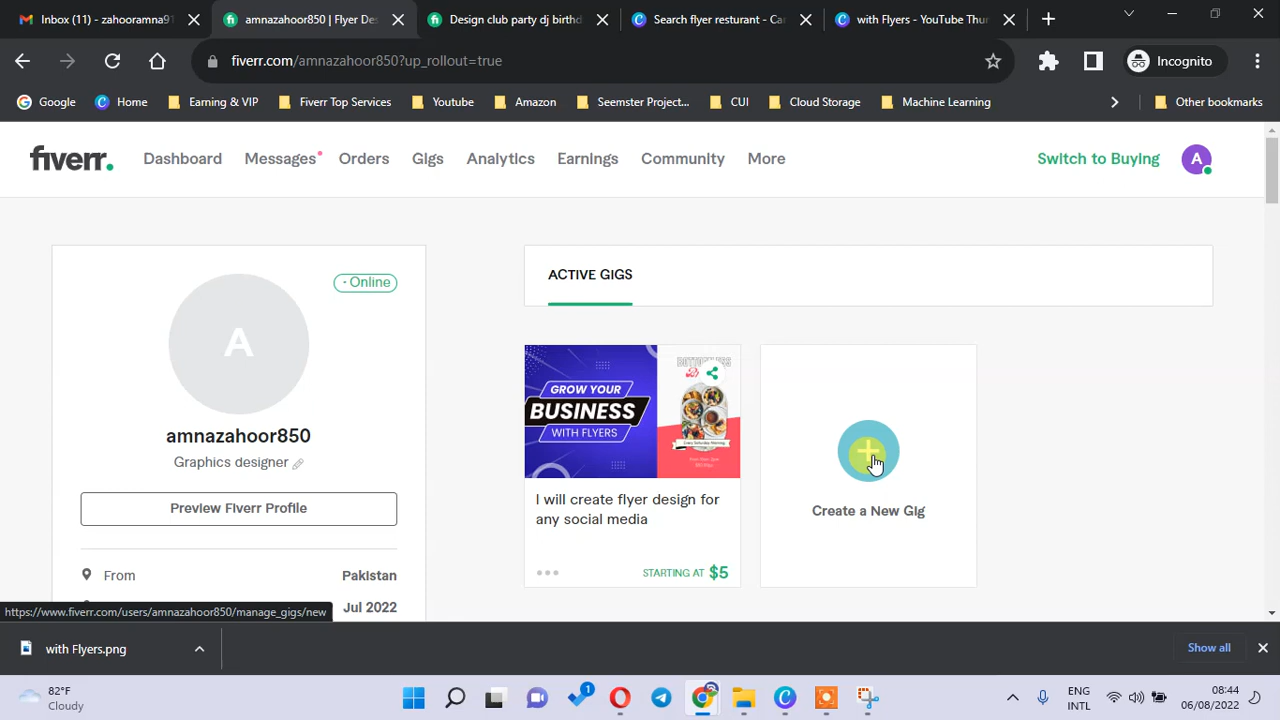 Inbox (11) - zahooramna91
amnazahoor850 | Flyer Des
Design club party dj birthd
Search flyer resturant - Can
with Flyers - YouTube Thun
fiverr.com/amnazahoor850?up_rollout=true
Incognito
Google
Home
Earning & VIP
Fiverr Top Services
Youtube
Amazon
Seemster Project...
CUI
Cloud Storage
Machine Learning
Other bookmarks
fiverr.
Dashboard
Messages
Orders
Gigs
Analytics
Earnings
Community
More
Switch to Buying
A
Online
A
amnazahoor850
Graphics designer
Preview Fiverr Profile
From Pakistan
Jul 2022
ACTIVE GIGS
GROW YOUR
BUSINESS
WITH FLYERS
I will create flyer design for
any social media
STARTING AT $5
Create a New Gig
https://www.fiverr.com/users/amnazahoor850/manage_gigs/new
with Flyers.png
Show all
82°F
Cloudy
1
ENG
INTL
08:44
06/08/2022